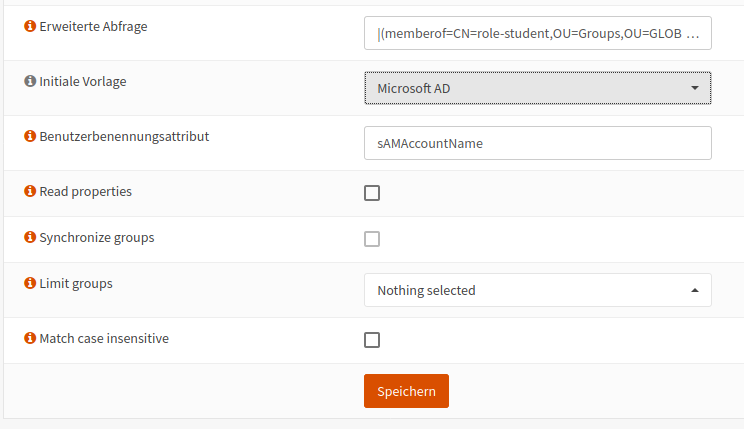 Erweiterte Abfrage
|(memberof=CN=role-student,OU=Groups,OU=GLOB ...
Initiale Vorlage
Microsoft AD
Benutzerbenennungsattribut
sAMAccountName
Read properties
Synchronize groups
Limit groups
Nothing selected
Match case insensitive
Speichern